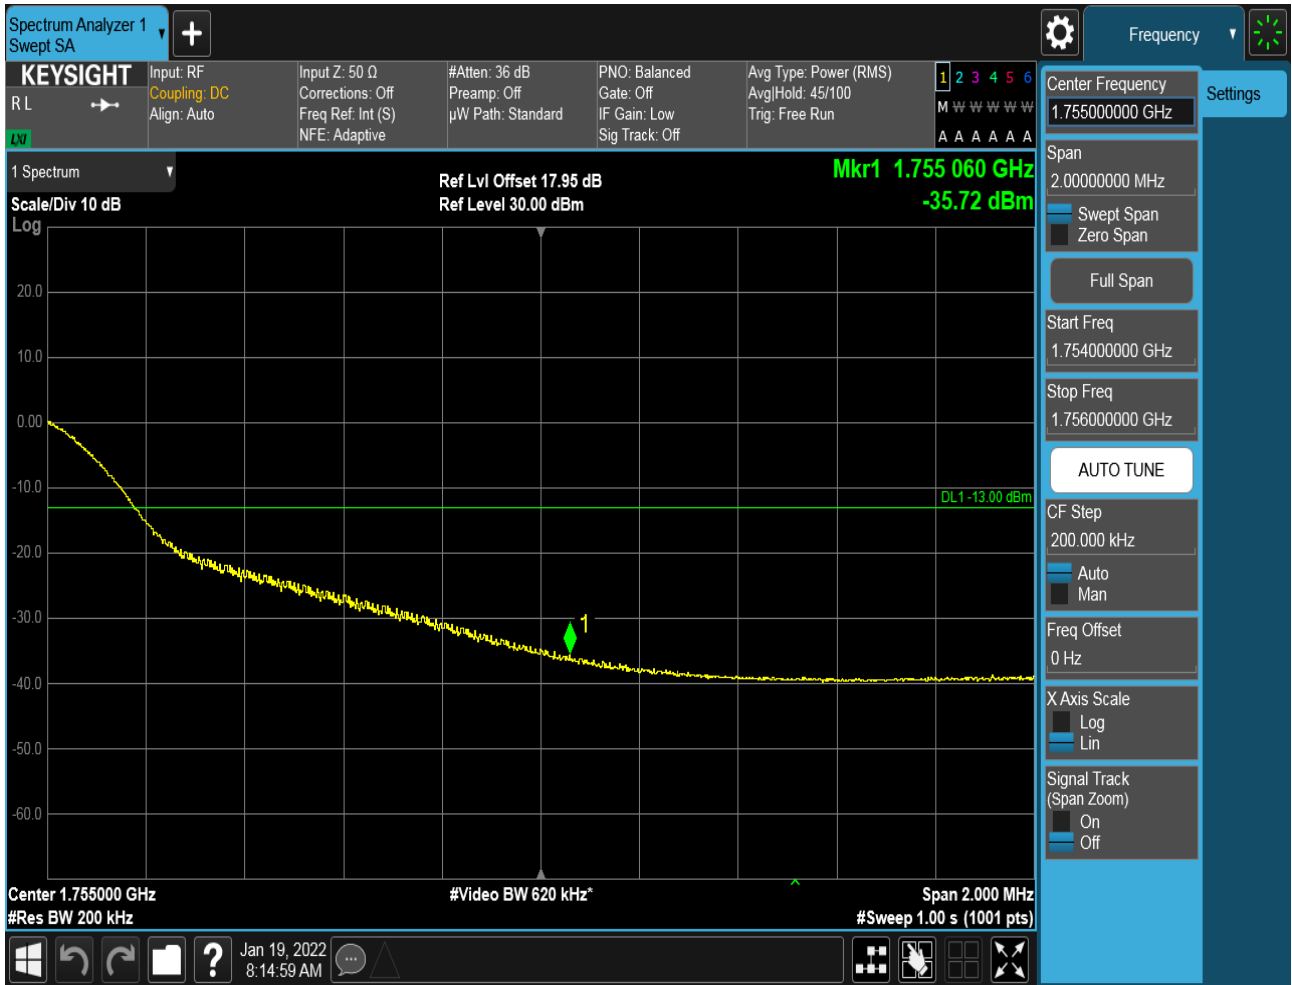 Spectrum Analyzer 1
Swept SA
Frequency
KEYSIGHT
R L
LXI
Input: RF
Coupling: DC
Align: Auto
Input Z: 50 Ω
Corrections: Off
Freq Ref: Int (S)
NFE: Adaptive
#Atten: 36 dB
Preamp: Off
µW Path: Standard
PNO: Balanced
Gate: Off
IF Gain: Low
Sig Track: Off
Avg Type: Power (RMS)
Avg|Hold: 45/100
Trig: Free Run
1 2 3 4 5 6
M W W W W W
A A A A A A
1 Spectrum
Scale/Div 10 dB
Log
Ref Lvl Offset 17.95 dB
Ref Level 30.00 dBm
Mkr1 1.755 060 GHz
-35.72 dBm
20.0
10.0
0.00
-10.0
-20.0
-30.0
-40.0
-50.0
-60.0
DL1 -13.00 dBm
1
Center 1.755000 GHz
#Res BW 200 kHz
#Video BW 620 kHz*
Span 2.000 MHz
#Sweep 1.00 s (1001 pts)
Center Frequency
1.755000000 GHz
Settings
Span
2.00000000 MHz
Swept Span
Zero Span
Full Span
Start Freq
1.754000000 GHz
Stop Freq
1.756000000 GHz
AUTO TUNE
CF Step
200.000 kHz
Auto
Man
Freq Offset
0 Hz
X Axis Scale
Log
Lin
Signal Track
(Span Zoom)
On
Off
?
Jan 19, 2022
8:14:59 AM